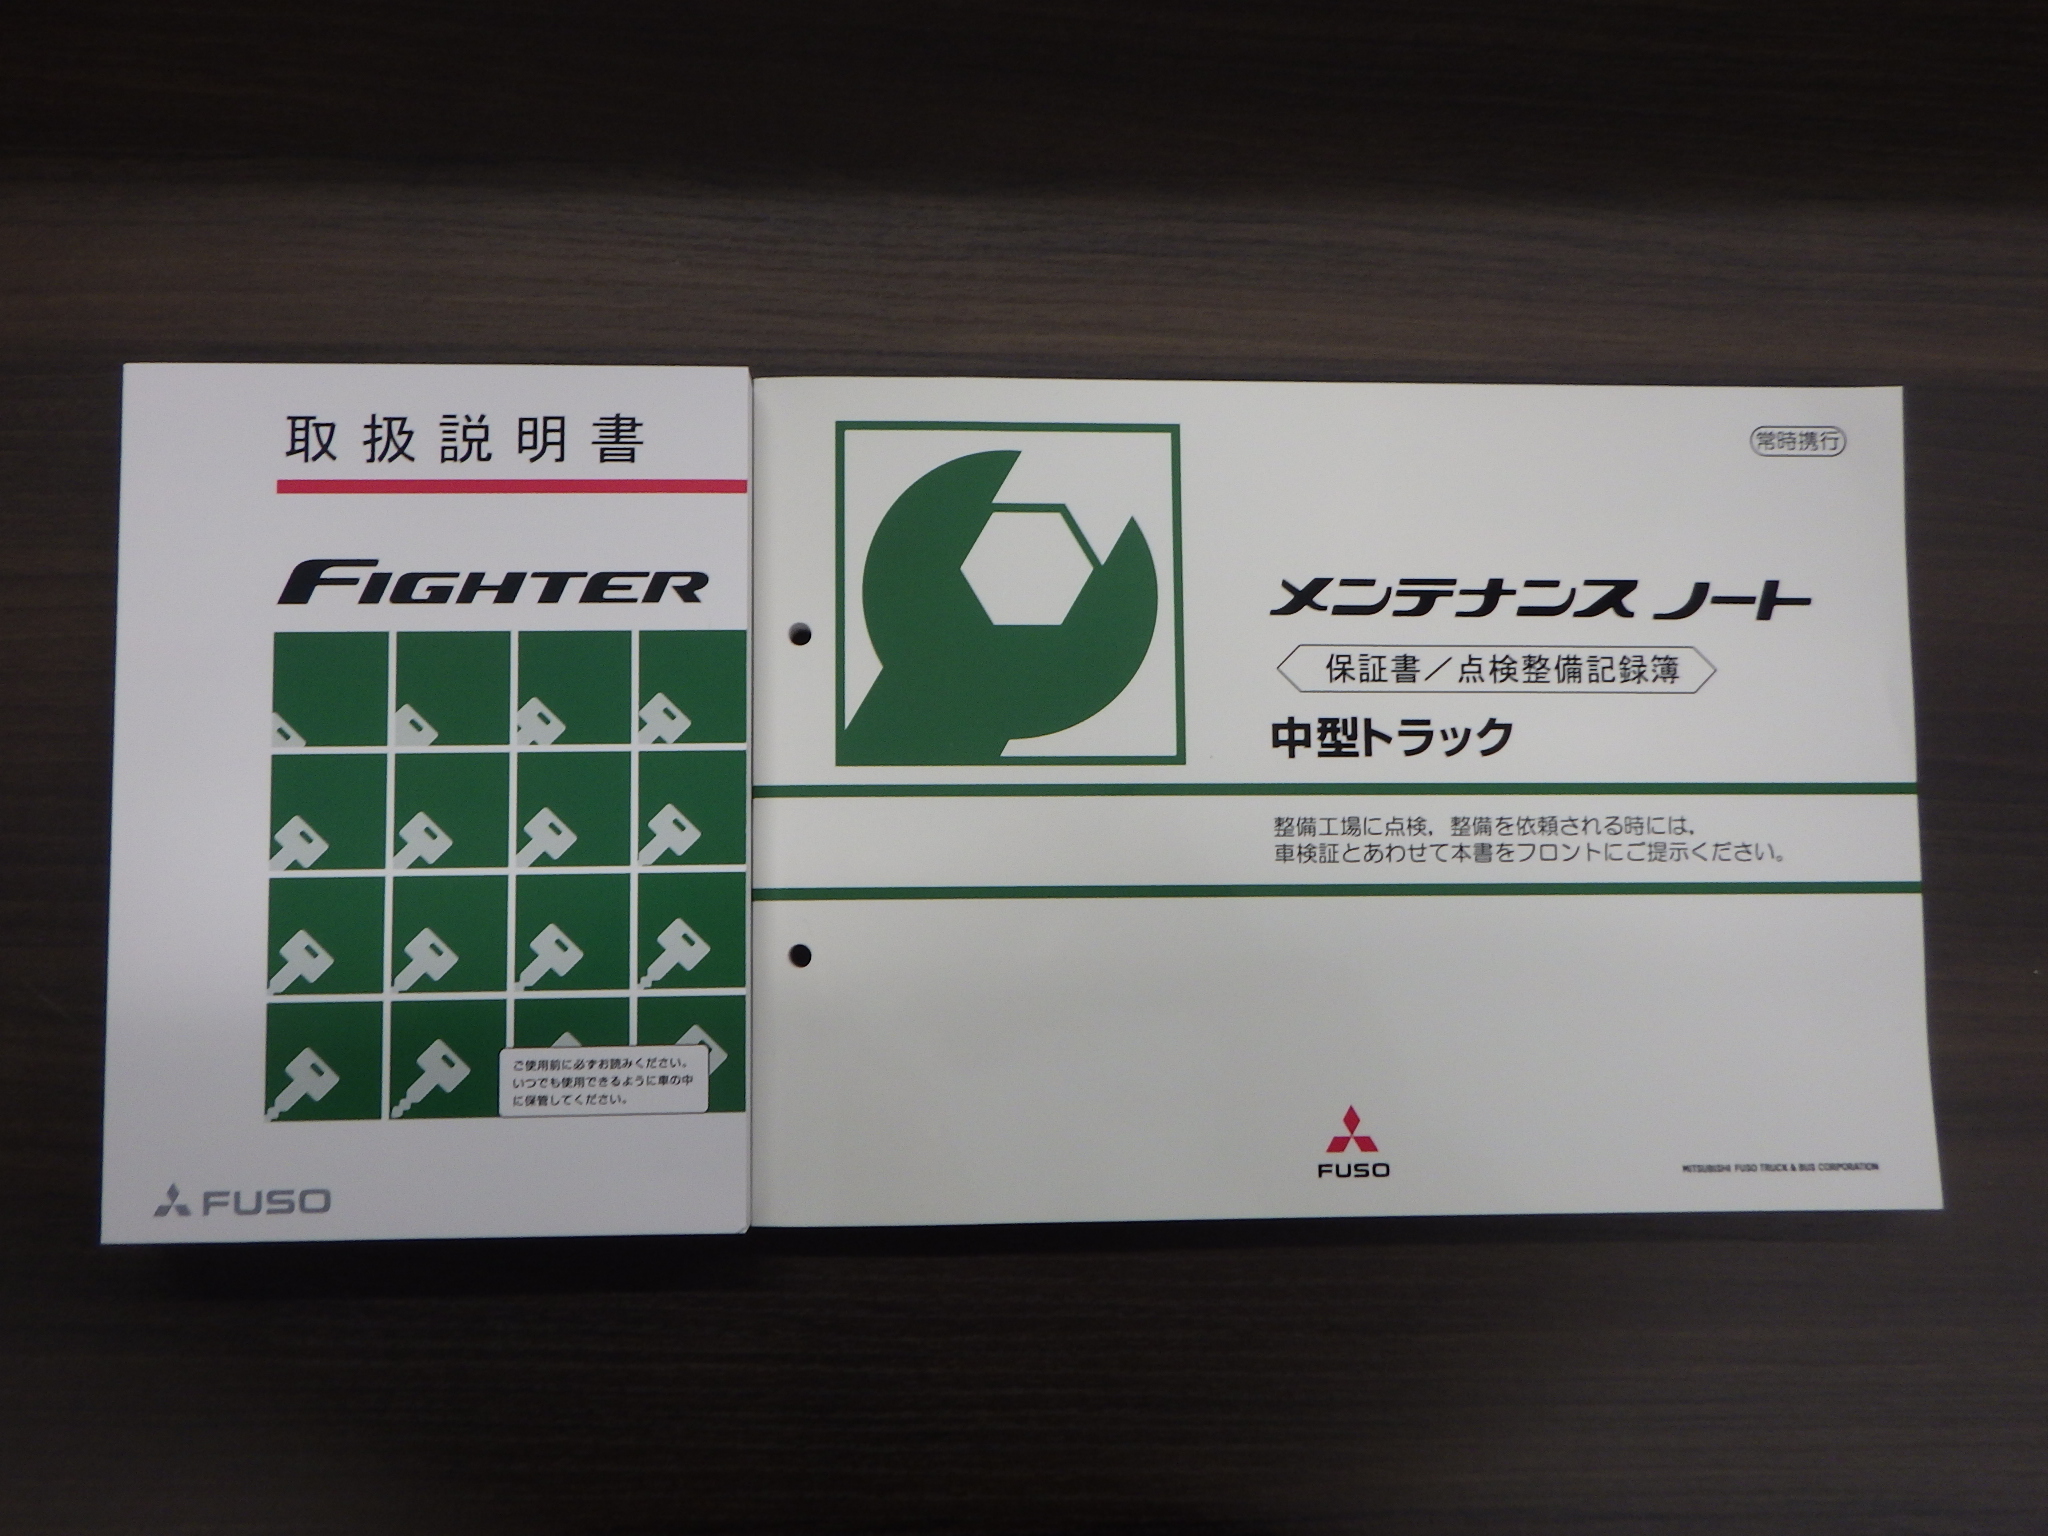 取扱説明書
FIGHTER
ご使用前に必ずお読みください。
いつでも使用できるように車の中
に保管してください。
FUSO
常時携行
メンテナンス ノート
保証書／点検整備記録簿
中型トラック
整備工場に点検，整備を依頼される時には，
車検証とあわせて本書をフロントにご提示ください。
FUSO
MITSUBISHI FUSO TRUCK & BUS CORPORATION